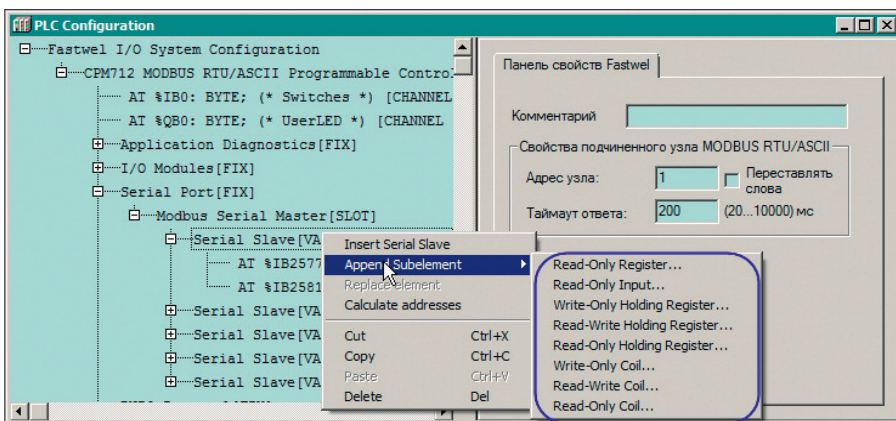 PLC Configuration
Fastwel I/O System Configuration
CPM712 MODBUS RTU/ASCII Programmable Contro
AT %IB0: BYTE; (* Switches *) [CHANNEL
AT %QB0: BYTE; (* UserLED *) [CHANNEL
Application Diagnostics[FIX]
I/O Modules[FIX]
Serial Port[FIX]
Modbus Serial Master[SLOT]
Serial Slave[VA
AT %IB2577
AT %IB2581
Serial Slave[VA
Serial Slave[VA
Serial Slave[VA
Serial Slave[VA
Insert Serial Slave
Append Subelement
Replace element
Calculate addresses
Cut Ctrl+X
Copy Ctrl+C
Paste Ctrl+V
Delete Del
Read-Only Register...
Read-Only Input...
Write-Only Holding Register...
Read-Write Holding Register...
Read-Only Holding Register...
Write-Only Coil...
Read-Write Coil...
Read-Only Coil...
Панель свойств Fastwel
Комментарий
Свойства подчиненного узла MODBUS RTU/ASCII
Адрес узла: 1 Переставлять
слова
Таймаут ответа: 200 (20...10000) мс